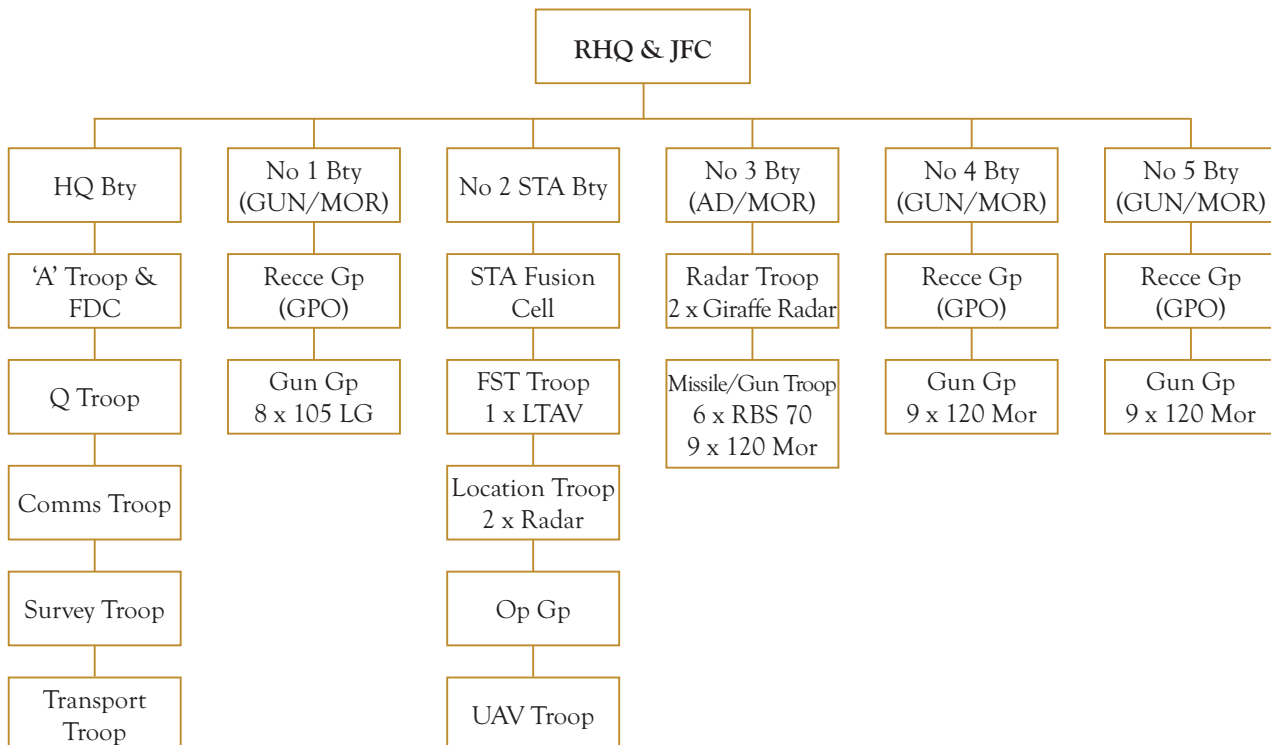 RHQ & JFC
HQ Bty
No 1 Bty
(GUN/MOR)
No 2 STA Bty
No 3 Bty
(AD/MOR)
No 4 Bty
(GUN/MOR)
No 5 Bty
(GUN/MOR)
‘A’ Troop &
FDC
Recce Gp
(GPO)
STA Fusion
Cell
Radar Troop
2 x Giraffe Radar
Recce Gp
(GPO)
Recce Gp
(GPO)
Q Troop
Gun Gp
8 x 105 LG
FST Troop
1 x LTAV
Missile/Gun Troop
6 x RBS 70
9 x 120 Mor
Gun Gp
9 x 120 Mor
Gun Gp
9 x 120 Mor
Comms Troop
Location Troop
2 x Radar
Survey Troop
Op Gp
Transport
Troop
UAV Troop